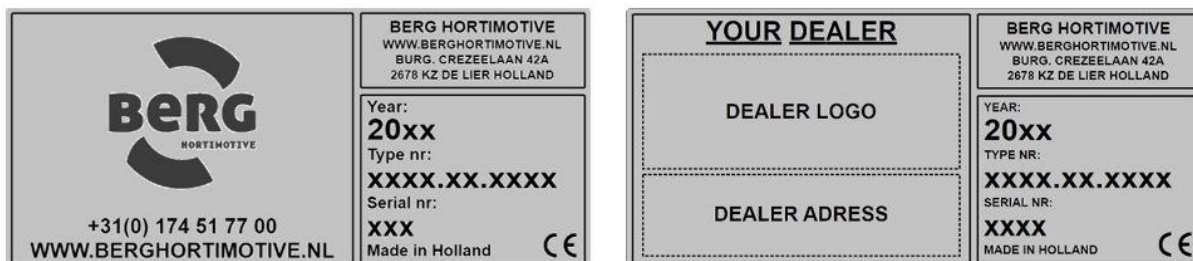 BERG
HORTIMOTIVE
+31(0) 174 51 77 00
WWW.BERGHORTIMOTIVE.NL
BERG HORTIMOTIVE
WWW.BERGHORTIMOTIVE.NL
BURG. CREZEELAAN 42A
2678 KZ DE LIER HOLLAND
Year:
20xx
Type nr:
XXXX.XX.XXXX
Serial nr:
XXX
Made in Holland CE
YOUR DEALER
DEALER LOGO
DEALER ADRESS
BERG HORTIMOTIVE
WWW.BERGHORTIMOTIVE.NL
BURG. CREZEELAAN 42A
2678 KZ DE LIER HOLLAND
YEAR:
20xx
TYPE NR:
XXXX.XX.XXXX
SERIAL NR:
XXXX
MADE IN HOLLAND CE